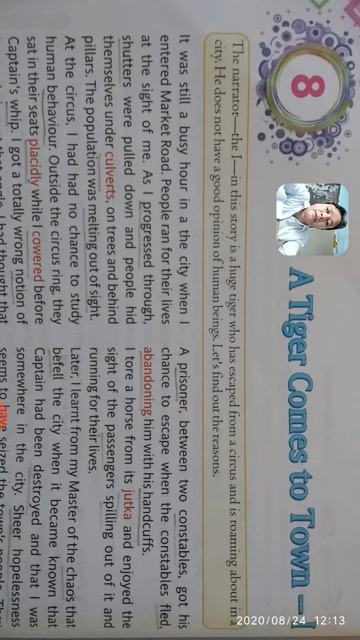 8
A Tiger Comes to Town – I
The narrator—the I—in this story is a huge tiger who has escaped from a circus and is roaming about in a
city. He does not have a good opinion of human beings. Let's find out the reasons.
It was still a busy hour in the city when I
entered Market Road. People ran for their lives
at the sight of me. As I progressed through,
shutters were pulled down and people hid
themselves under culverts, on trees and behind
pillars. The population was melting out of sight.
At the circus, I had had no chance to study
human behaviour. Outside the circus ring, they
sat in their seats placidly while I cowered before
Captain's whip. I got a totally wrong notion of
I had thought that
A prisoner, between two constables, got his
chance to escape when the constables fled,
abandoning him with his handcuffs.
I tore a horse from its jutka and enjoyed the
sight of the passengers spilling out of it and
running for their lives.
Later, I learnt from my Master of the chaos that
befell the city when it became known that
Captain had been destroyed and that I was
somewhere in the city. Sheer hopelessness
seems to have seized the town's people. They
2020/08/24 12:13